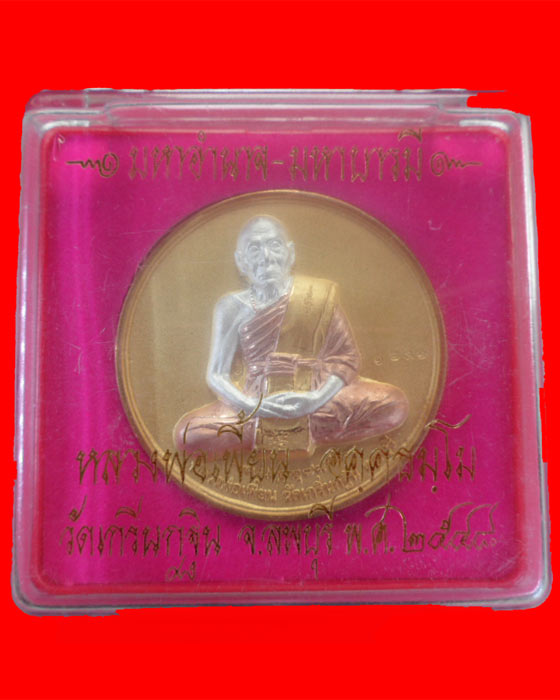 มหาอำนาจ-มหาบารมี
หลวงพ่อเพี้ยน อคฺคธมฺโม
วัดเกริ่นกฐิน จ.ลพบุรี พ.ศ. ๒๕๔๘